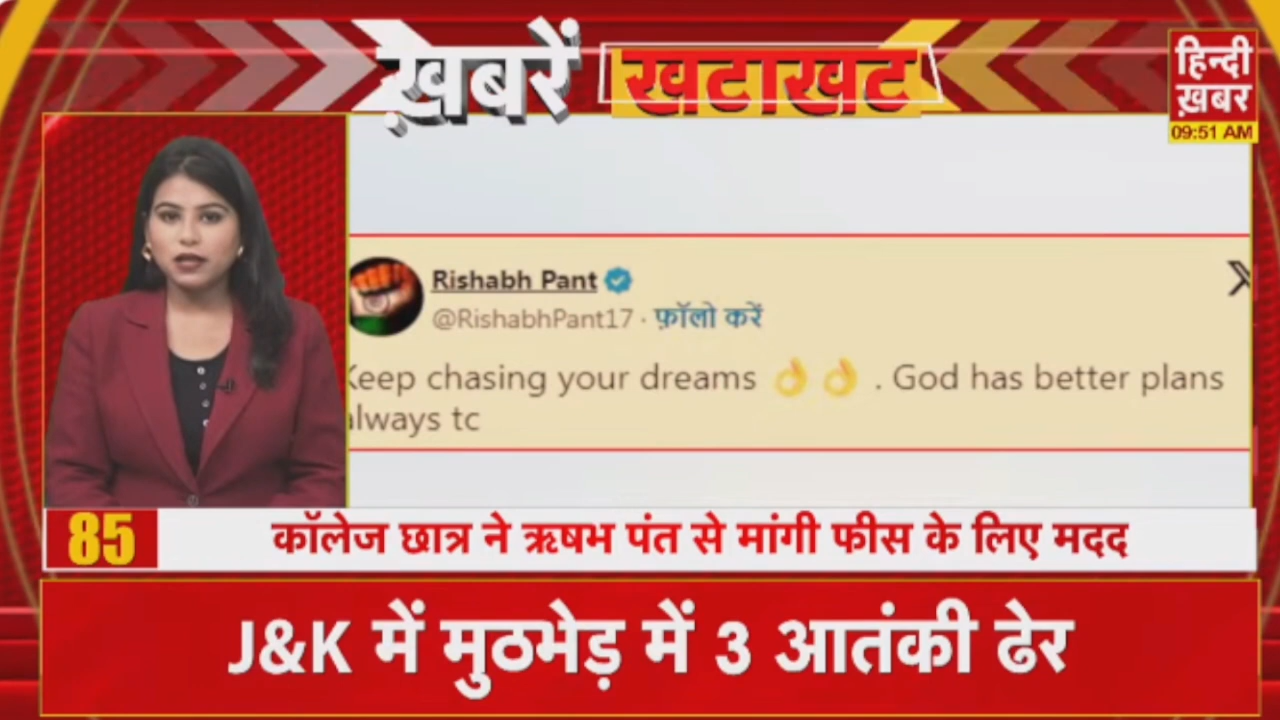 ख़बरें खटाखट
हिन्दी
ख़बर
09:51 AM
Rishabh Pant
@RishabhPant17 · फ़ॉलो करें
Keep chasing your dreams 👌👌 . God has better plans
always tc
85
कॉलेज छात्र ने ऋषभ पंत से मांगी फीस के लिए मदद
J&K में मुठभेड़ में 3 आतंकी ढेर